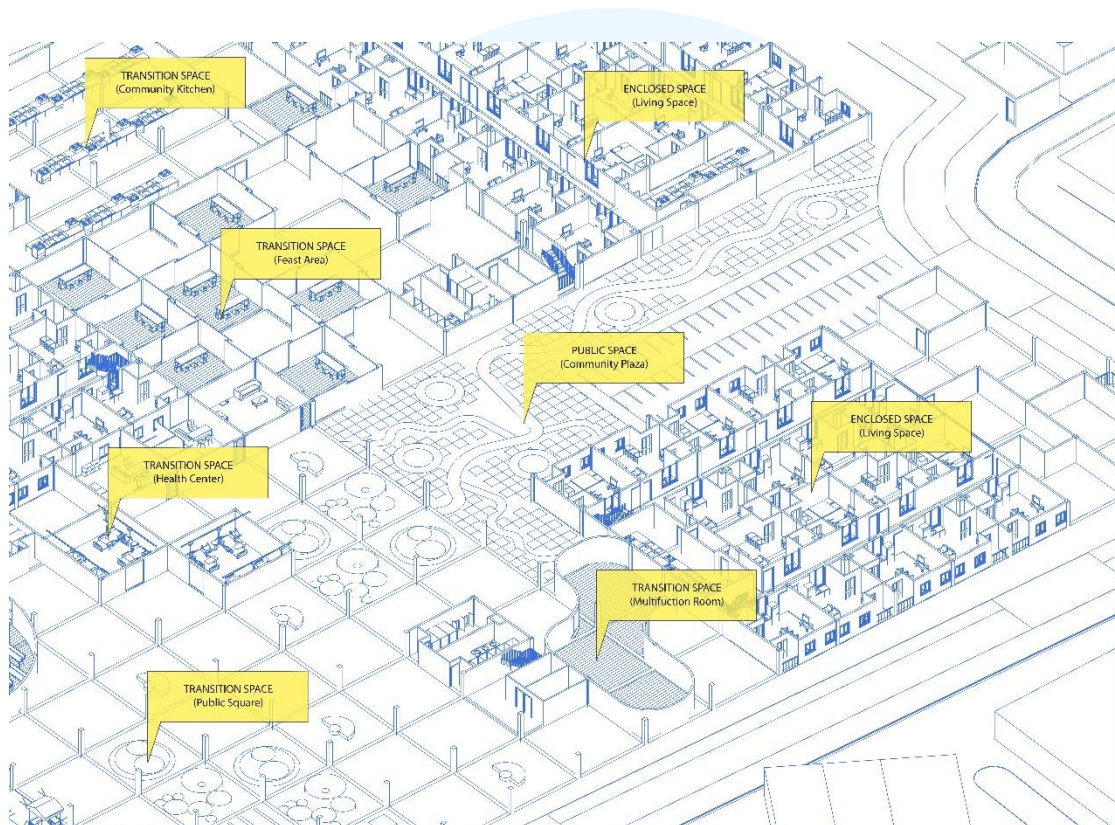 TRANSITION SPACE
(Community Kitchen)
ENCLOSED SPACE
(Living Space)
TRANSITION SPACE
(Feast Area)
PUBLIC SPACE
(Community Plaza)
ENCLOSED SPACE
(Living Space)
TRANSITION SPACE
(Health Center)
TRANSITION SPACE
(Multifuction Room)
TRANSITION SPACE
(Public Square)